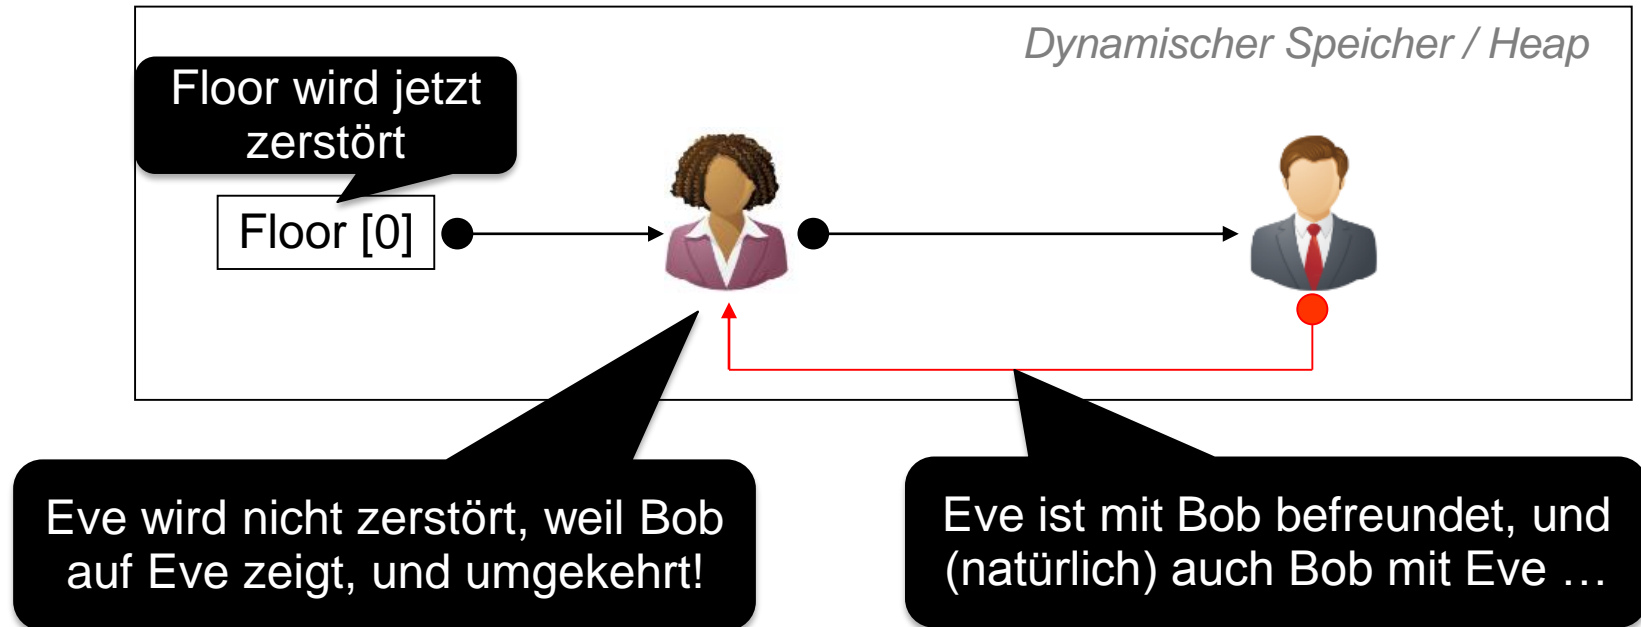 Dynamischer Speicher / Heap
Floor wird jetzt
zerstört
Floor [0]
Eve wird nicht zerstört, weil Bob
auf Eve zeigt, und umgekehrt!
Eve ist mit Bob befreundet, und
(natürlich) auch Bob mit Eve …